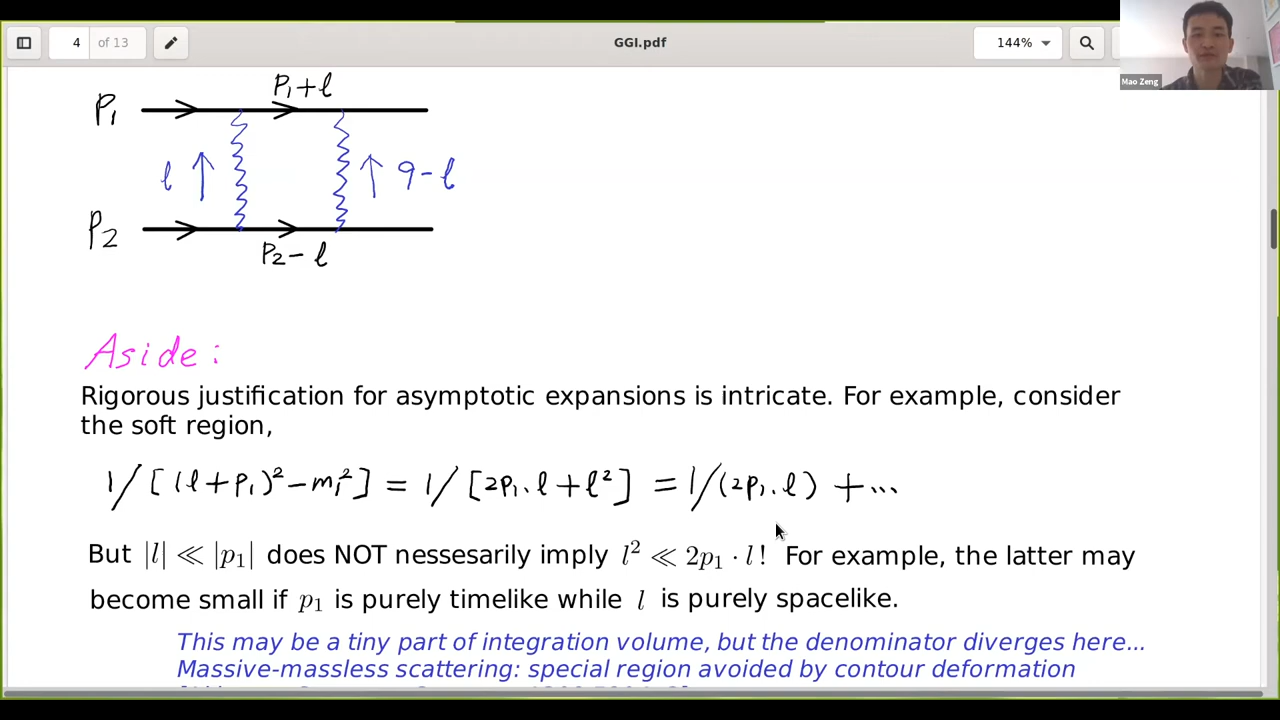 4 of 13
GGI.pdf
144%
Mao Zeng
P1
P1+l
l
q-l
P2
P2-l
Aside:
Rigorous justification for asymptotic expansions is intricate. For example, consider
the soft region,
1/[(l+p₁)²-m₁²] = 1/[2p₁.l+l²] = 1/(2p₁.l) +...
But |l| ≪ |p₁| does NOT nessesarily imply l² ≪ 2p₁ · l! For example, the latter may
become small if p₁ is purely timelike while l is purely spacelike.
This may be a tiny part of integration volume, but the denominator diverges here...
Massive-massless scattering: special region avoided by contour deformation